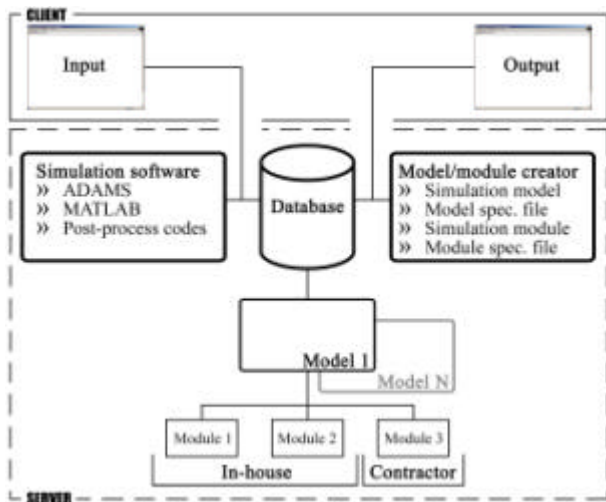 CLIENT
Input
Output
Simulation software
» ADAMS
» MATLAB
» Post-process codes
Database
Model/module creator
» Simulation model
» Model spec. file
» Simulation module
» Module spec. file
Model 1
Model N
Module 1
Module 2
Module 3
In-house
Contractor
SERVER